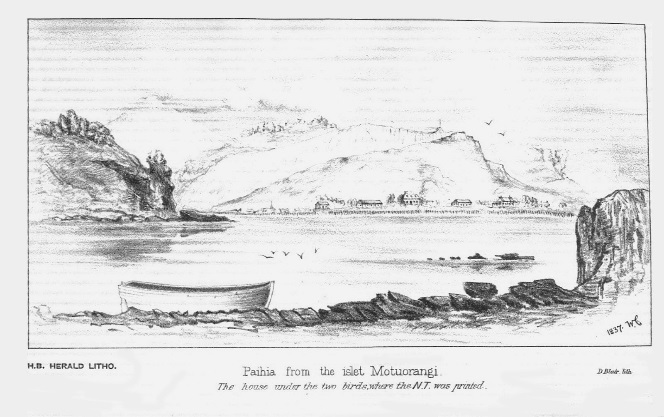 1837. WC
H.B. HERALD LITHO.
Paihia from the islet Motuorangi.
D. Blair. lith.
The house under the two birds, where the N.T. was printed.